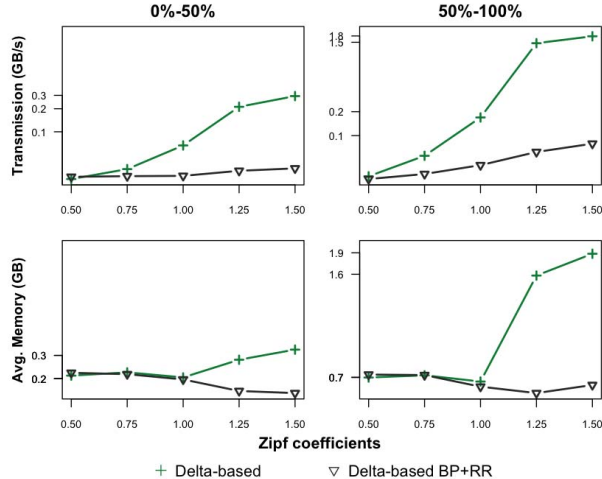 0%-50%
50%-100%
Transmission (GB/s)
0.3
0.2
0.1
1.8
1.5
0.2
0.1
0.50 0.75 1.00 1.25 1.50
0.50 0.75 1.00 1.25 1.50
Avg. Memory (GB)
0.3
0.2
1.9
1.6
0.7
0.50 0.75 1.00 1.25 1.50
0.50 0.75 1.00 1.25 1.50
Zipf coefficients
Delta-based
Delta-based BP+RR